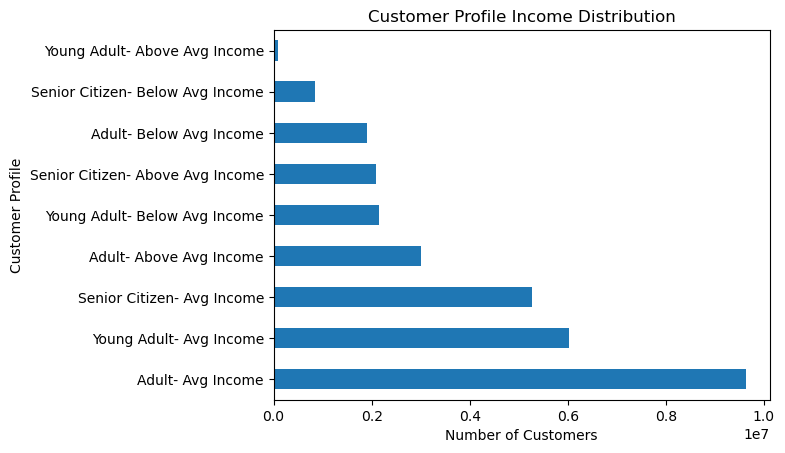 Customer Profile Income Distribution
Customer Profile
Young Adult- Above Avg Income
Senior Citizen- Below Avg Income
Adult- Below Avg Income
Senior Citizen- Above Avg Income
Young Adult- Below Avg Income
Adult- Above Avg Income
Senior Citizen- Avg Income
Young Adult- Avg Income
Adult- Avg Income
0.0 0.2 0.4 0.6 0.8 1.0
1e7
Number of Customers